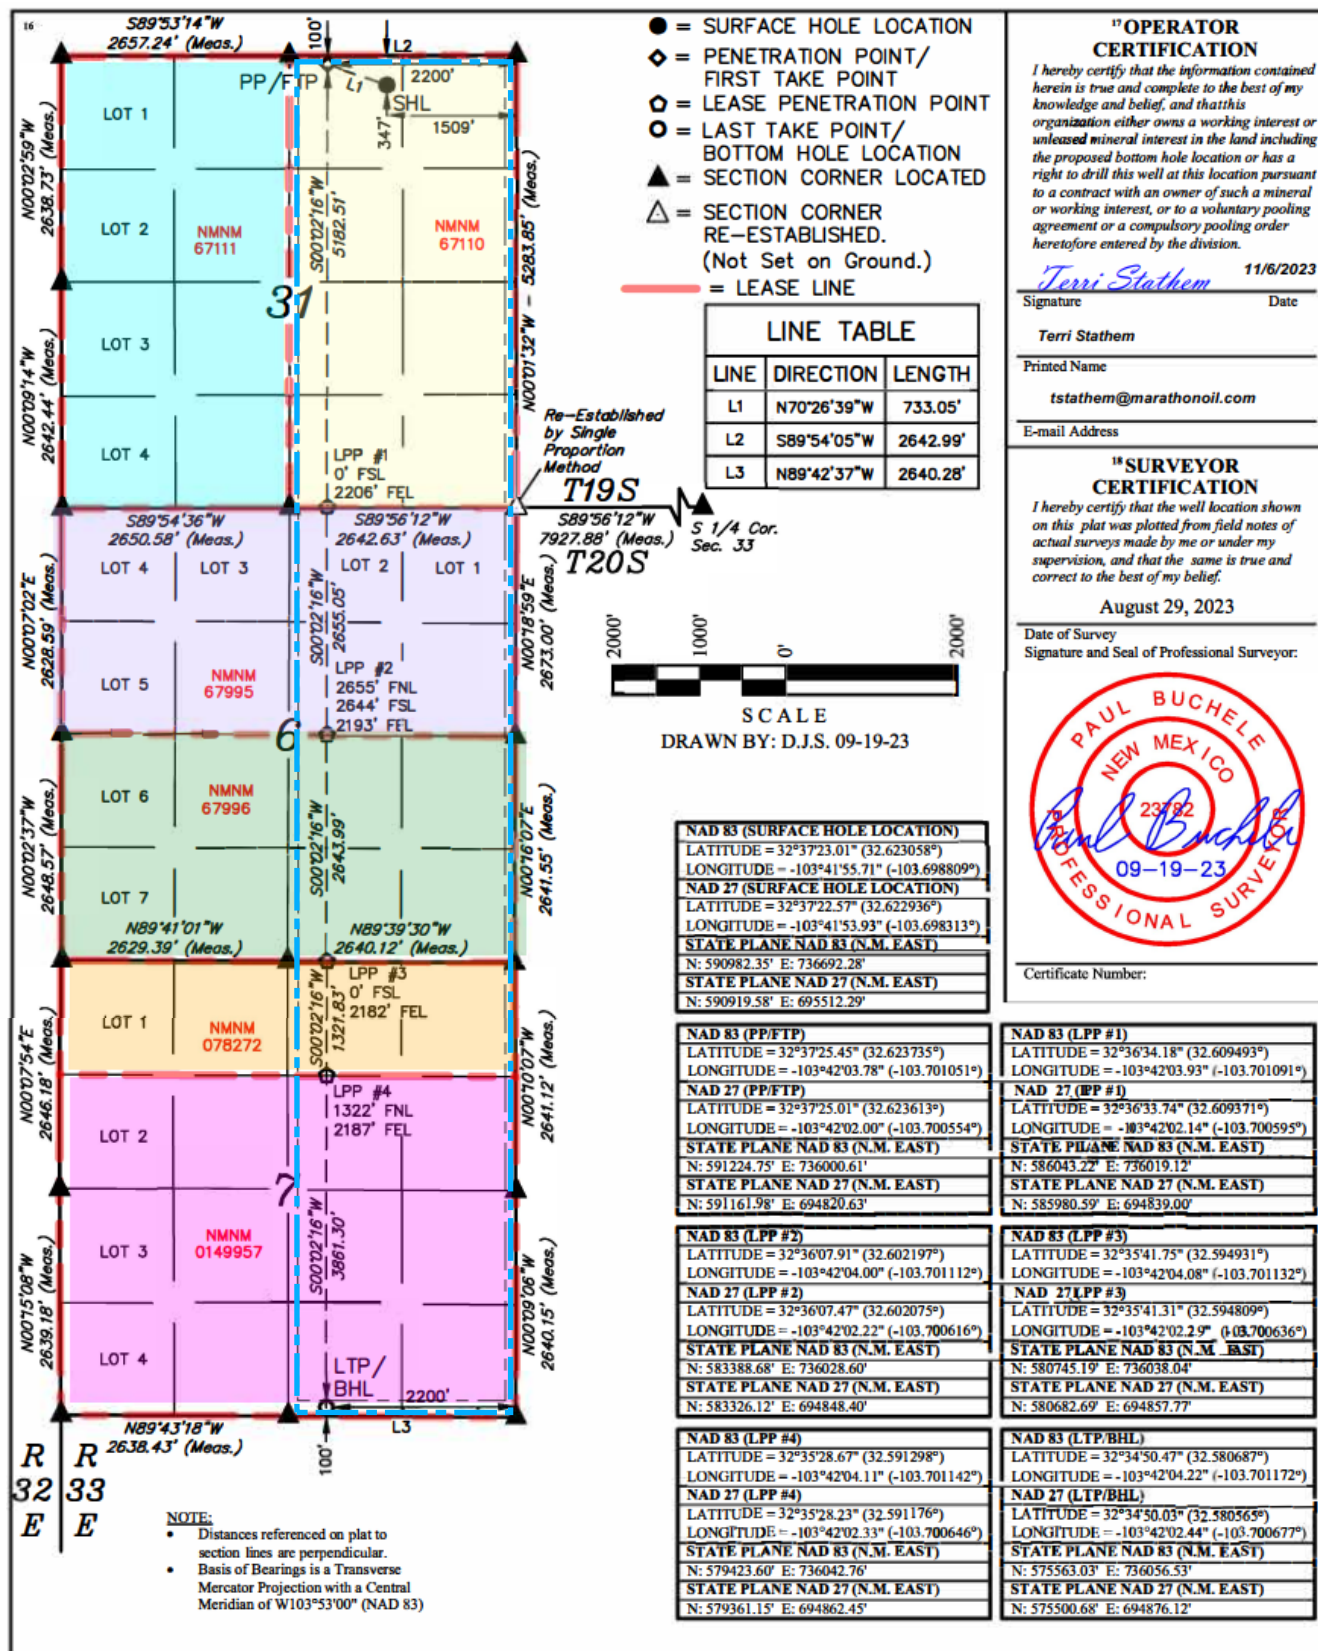 16
S89°53'14"W
2657.24' (Meas.)
100'
L2
2200'
PP/FTP
L1
SHL
347'
1509'
LOT 1
N00°02'59"W
2638.73' (Meas.)
LOT 2
NMNM
67111
S00°02'16"W
5182.51'
NMNM
67110
N00°01'32"W - 5283.85' (Meas.)
31
LOT 3
N00°09'14"W
2642.44' (Meas.)
LOT 4
LPP #1
0' FSL
2206' FEL
Re-Established
by Single
Proportion
Method
T19S
S89°56'12"W
7927.88' (Meas.)
T20S
S 1/4 Cor.
Sec. 33
S89°54'36"W
2650.58' (Meas.)
S89°56'12"W
2642.63' (Meas.)
LOT 4
LOT 3
LOT 2
LOT 1
N00°07'02"E
2628.59' (Meas.)
S00°02'16"W
2655.05'
N00°18'59"E
2673.00' (Meas.)
LOT 5
NMNM
67995
LPP #2
2655' FNL
2644' FSL
2193' FEL
6
LOT 6
NMNM
67996
N00°02'37"W
2648.57' (Meas.)
S00°02'16"W
2643.99'
N00°16'07"E
2641.55' (Meas.)
LOT 7
N89°41'01"W
2629.39' (Meas.)
N89°39'30"W
2640.12' (Meas.)
LPP #3
0' FSL
2182' FEL
LOT 1
NMNM
078272
S00°02'16"W
1321.83'
N00°07'54"E
2646.18' (Meas.)
N00°10'07"W
2641.12' (Meas.)
LPP #4
1322' FNL
2187' FEL
LOT 2
7
LOT 3
NMNM
0149957
S00°02'16"W
3861.30'
N00°15'08"W
2639.18' (Meas.)
N00°09'06"W
2640.15' (Meas.)
LOT 4
LTP/
BHL
2200'
N89°43'18"W
2638.43' (Meas.)
L3
100'
R R
32 33
E E
NOTE:
• Distances referenced on plat to
section lines are perpendicular.
• Basis of Bearings is a Transverse
Mercator Projection with a Central
Meridian of W103°53'00" (NAD 83)
= SURFACE HOLE LOCATION
= PENETRATION POINT/
FIRST TAKE POINT
= LEASE PENETRATION POINT
= LAST TAKE POINT/
BOTTOM HOLE LOCATION
= SECTION CORNER LOCATED
= SECTION CORNER
RE-ESTABLISHED.
(Not Set on Ground.)
= LEASE LINE
LINE TABLE
LINE DIRECTION LENGTH
L1 N70°26'39"W 733.05'
L2 S89°54'05"W 2642.99'
L3 N89°42'37"W 2640.28'
2000' 1000' 0' 2000'
SCALE
DRAWN BY: D.J.S. 09-19-23
17 OPERATOR
CERTIFICATION
I hereby certify that the information contained
herein is true and complete to the best of my
knowledge and belief, and thatthis
organization either owns a working interest or
unleased mineral interest in the land including
the proposed bottom hole location or has a
right to drill this well at this location pursuant
to a contract with an owner of such a mineral
or working interest, or to a voluntary pooling
agreement or a compulsory pooling order
heretofore entered by the division.
Terri Stathem 11/6/2023
Signature Date
Terri Stathem
Printed Name
tstathem@marathonoil.com
E-mail Address
18 SURVEYOR
CERTIFICATION
I hereby certify that the well location shown
on this plat was plotted from field notes of
actual surveys made by me or under my
supervision, and that the same is true and
correct to the best of my belief.
August 29, 2023
Date of Survey
Signature and Seal of Professional Surveyor:
PAUL BUCHELE
NEW MEXICO
23782
Paul Buchele
09-19-23
PROFESSIONAL SURVEYOR
Certificate Number:
NAD 83 (SURFACE HOLE LOCATION)
LATITUDE = 32°37'23.01" (32.623058°)
LONGITUDE = -103°41'55.71" (-103.698809°)
NAD 27 (SURFACE HOLE LOCATION)
LATITUDE = 32°37'22.57" (32.622936°)
LONGITUDE = -103°41'53.93" (-103.698313°)
STATE PLANE NAD 83 (N.M. EAST)
N: 590982.35' E: 736692.28'
STATE PLANE NAD 27 (N.M. EAST)
N: 590919.58' E: 695512.29'
NAD 83 (PP/FTP)
LATITUDE = 32°37'25.45" (32.623735°)
LONGITUDE = -103°42'03.78" (-103.701051°)
NAD 27 (PP/FTP)
LATITUDE = 32°37'25.01" (32.623613°)
LONGITUDE = -103°42'02.00" (-103.700554°)
STATE PLANE NAD 83 (N.M. EAST)
N: 591224.75' E: 736000.61'
STATE PLANE NAD 27 (N.M. EAST)
N: 591161.98' E: 694820.63'
NAD 83 (LPP #1)
LATITUDE = 32°36'34.18" (32.609493°)
LONGITUDE = -103°42'03.93" (-103.701091°)
NAD 27 (LPP #1)
LATITUDE = 32°36'33.74" (32.609371°)
LONGITUDE = -103°42'02.14" (-103.700595°)
STATE PLANE NAD 83 (N.M. EAST)
N: 586043.22' E: 736019.12'
STATE PLANE NAD 27 (N.M. EAST)
N: 585980.59' E: 694839.00'
NAD 83 (LPP #2)
LATITUDE = 32°36'07.91" (32.602197°)
LONGITUDE = -103°42'04.00" (-103.701112°)
NAD 27 (LPP #2)
LATITUDE = 32°36'07.47" (32.602075°)
LONGITUDE = -103°42'02.22" (-103.700616°)
STATE PLANE NAD 83 (N.M. EAST)
N: 583388.68' E: 736028.60'
STATE PLANE NAD 27 (N.M. EAST)
N: 583326.12' E: 694848.40'
NAD 83 (LPP #3)
LATITUDE = 32°35'41.75" (32.594931°)
LONGITUDE = -103°42'04.08" (-103.701132°)
NAD 27 (LPP #3)
LATITUDE = 32°35'41.31" (32.594809°)
LONGITUDE = -103°42'02.29" (-103.700636°)
STATE PLANE NAD 83 (N.M. EAST)
N: 580745.19' E: 736038.04'
STATE PLANE NAD 27 (N.M. EAST)
N: 580682.69' E: 694857.77'
NAD 83 (LPP #4)
LATITUDE = 32°35'28.67" (32.591298°)
LONGITUDE = -103°42'04.11" (-103.701142°)
NAD 27 (LPP #4)
LATITUDE = 32°35'28.23" (32.591176°)
LONGITUDE = -103°42'02.33" (-103.700646°)
STATE PLANE NAD 83 (N.M. EAST)
N: 579423.60' E: 736042.76'
STATE PLANE NAD 27 (N.M. EAST)
N: 579361.15' E: 694862.45'
NAD 83 (LTP/BHL)
LATITUDE = 32°34'50.47" (32.580687°)
LONGITUDE = -103°42'04.22" (-103.701172°)
NAD 27 (LTP/BHL)
LATITUDE = 32°34'50.03" (32.580565°)
LONGITUDE = -103°42'02.44" (-103.700677°)
STATE PLANE NAD 83 (N.M. EAST)
N: 575563.03' E: 736056.53'
STATE PLANE NAD 27 (N.M. EAST)
N: 575500.68' E: 694876.12'